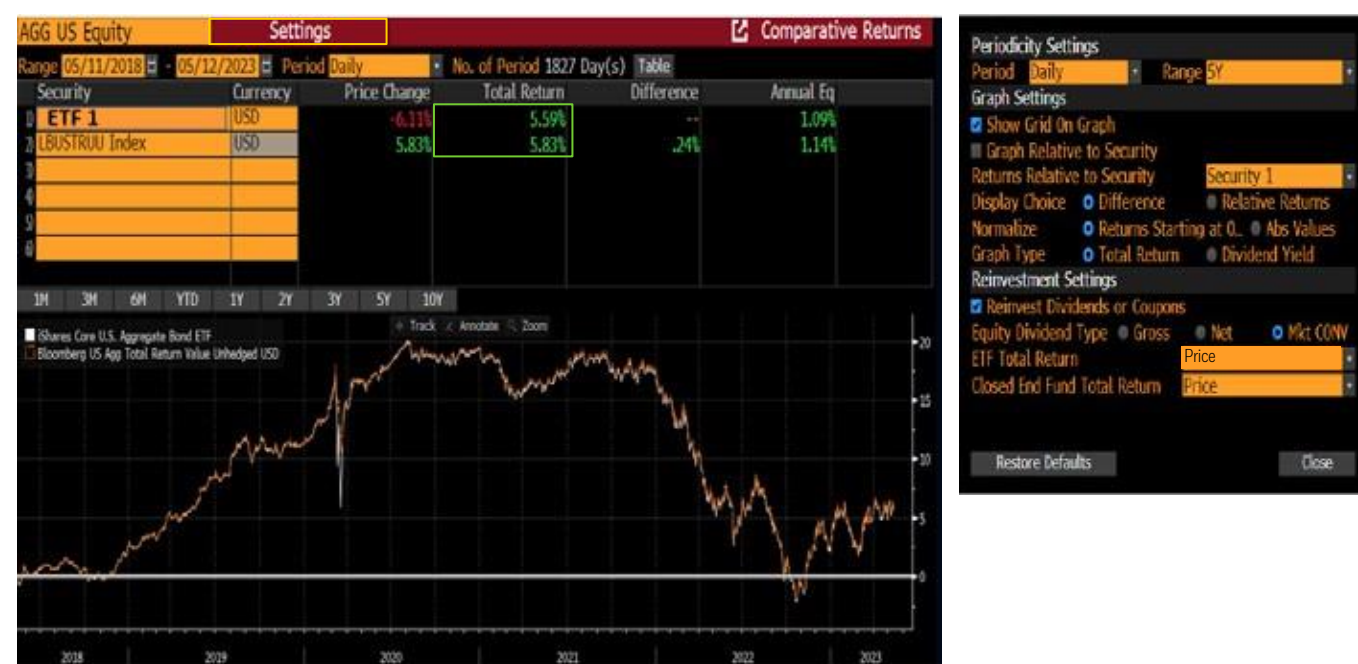 AGG US Equity Settings Comparative Returns
Range 05/11/2018 - 05/12/2023 Period Daily No. of Period 1827 Day(s) Table
Security Currency Price Change Total Return Difference Annual Eq
1) ETF 1 USD -6.11% 5.59% -- 1.09%
2) LBUSTRUU Index USD 5.83% 5.83% .24% 1.14%
3)
4)
5)
6)
1M 3M 6M YTD 1Y 2Y 3Y 5Y 10Y
Track Annotate Zoom
iShares Core U.S. Aggregate Bond ETF
Bloomberg US Agg Total Return Value Unhedged USD
20
15
10
5
0
2018 2019 2020 2021 2022 2023
Periodicity Settings
Period Daily Range 5Y
Graph Settings
Show Grid On Graph
Graph Relative to Security
Returns Relative to Security Security 1
Display Choice Difference Relative Returns
Normalize Returns Starting at 0.. Abs Values
Graph Type Total Return Dividend Yield
Reinvestment Settings
Reinvest Dividends or Coupons
Equity Dividend Type Gross Net Mkt CONV
ETF Total Return Price
Closed End Fund Total Return Price
Restore Defaults Close